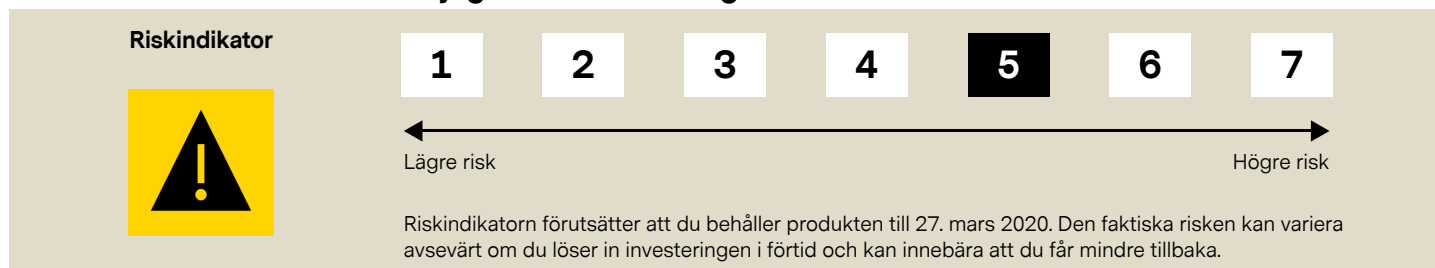 Riskindikator
1 2 3 4 5 6 7
Lägre risk Högre risk
Riskindikatorn förutsätter att du behåller produkten till 27. mars 2020. Den faktiska risken kan variera
avsevärt om du löser in investeringen i förtid och kan innebära att du får mindre tillbaka.